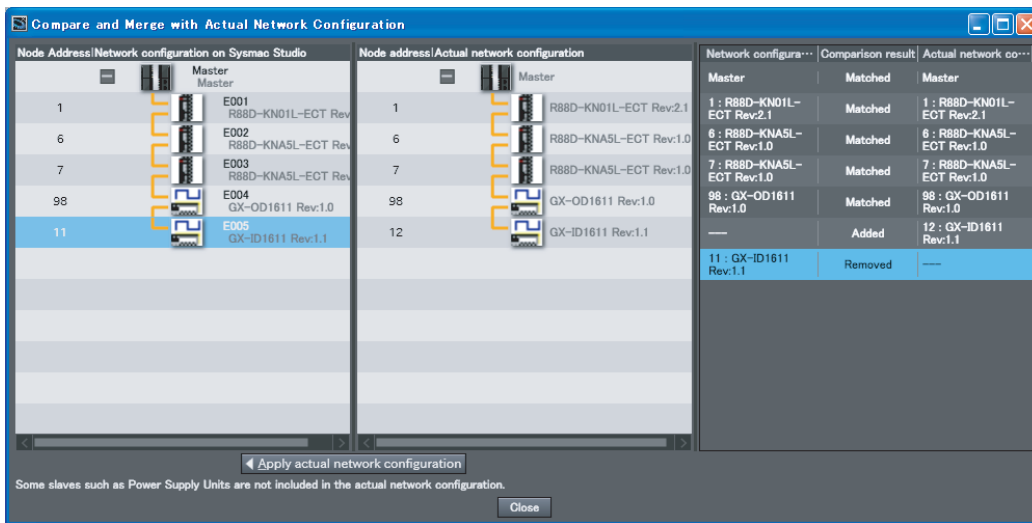 Compare and Merge with Actual Network Configuration
Node Address|Network configuration on Sysmac Studio
Master
Master
1
E001
R88D-KN01L-ECT Rev
6
E002
R88D-KNA5L-ECT Rev
7
E003
R88D-KNA5L-ECT Rev
98
E004
GX-OD1611 Rev:1.0
11
E005
GX-ID1611 Rev:1.1
Node address|Actual network configuration
Master
1
R88D-KN01L-ECT Rev:2.1
6
R88D-KNA5L-ECT Rev:1.0
7
R88D-KNA5L-ECT Rev:1.0
98
GX-OD1611 Rev:1.0
12
GX-ID1611 Rev:1.1
Network configura··· Comparison result Actual network co···
Master Matched Master
1 : R88D-KN01L-
ECT Rev:2.1
Matched
1 : R88D-KN01L-
ECT Rev:2.1
6 : R88D-KNA5L-
ECT Rev:1.0
Matched
6 : R88D-KNA5L-
ECT Rev:1.0
7 : R88D-KNA5L-
ECT Rev:1.0
Matched
7 : R88D-KNA5L-
ECT Rev:1.0
98 : GX-OD1611
Rev:1.0
Matched
98 : GX-OD1611
Rev:1.0
---
Added
12 : GX-ID1611
Rev:1.1
11 : GX-ID1611
Rev:1.1
Removed
---
Apply actual network configuration
Some slaves such as Power Supply Units are not included in the actual network configuration.
Close